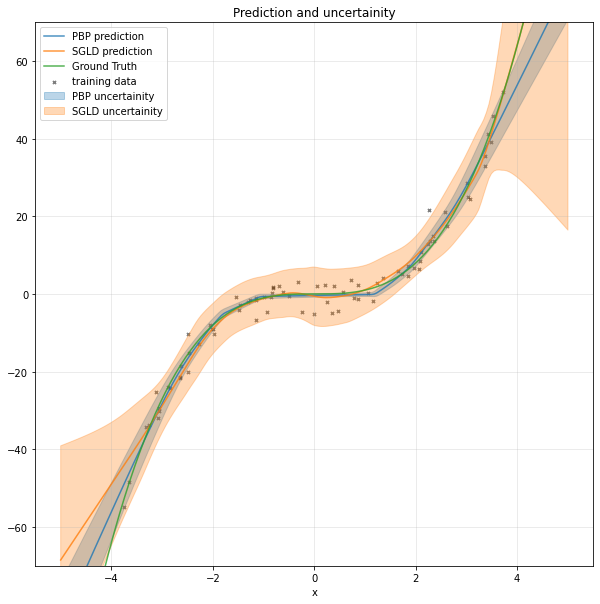 Prediction and uncertainity
PBP prediction
SGLD prediction
Ground Truth
training data
PBP uncertainity
SGLD uncertainity
60
40
20
0
−20
−40
−60
−4 −2 0 2 4
x